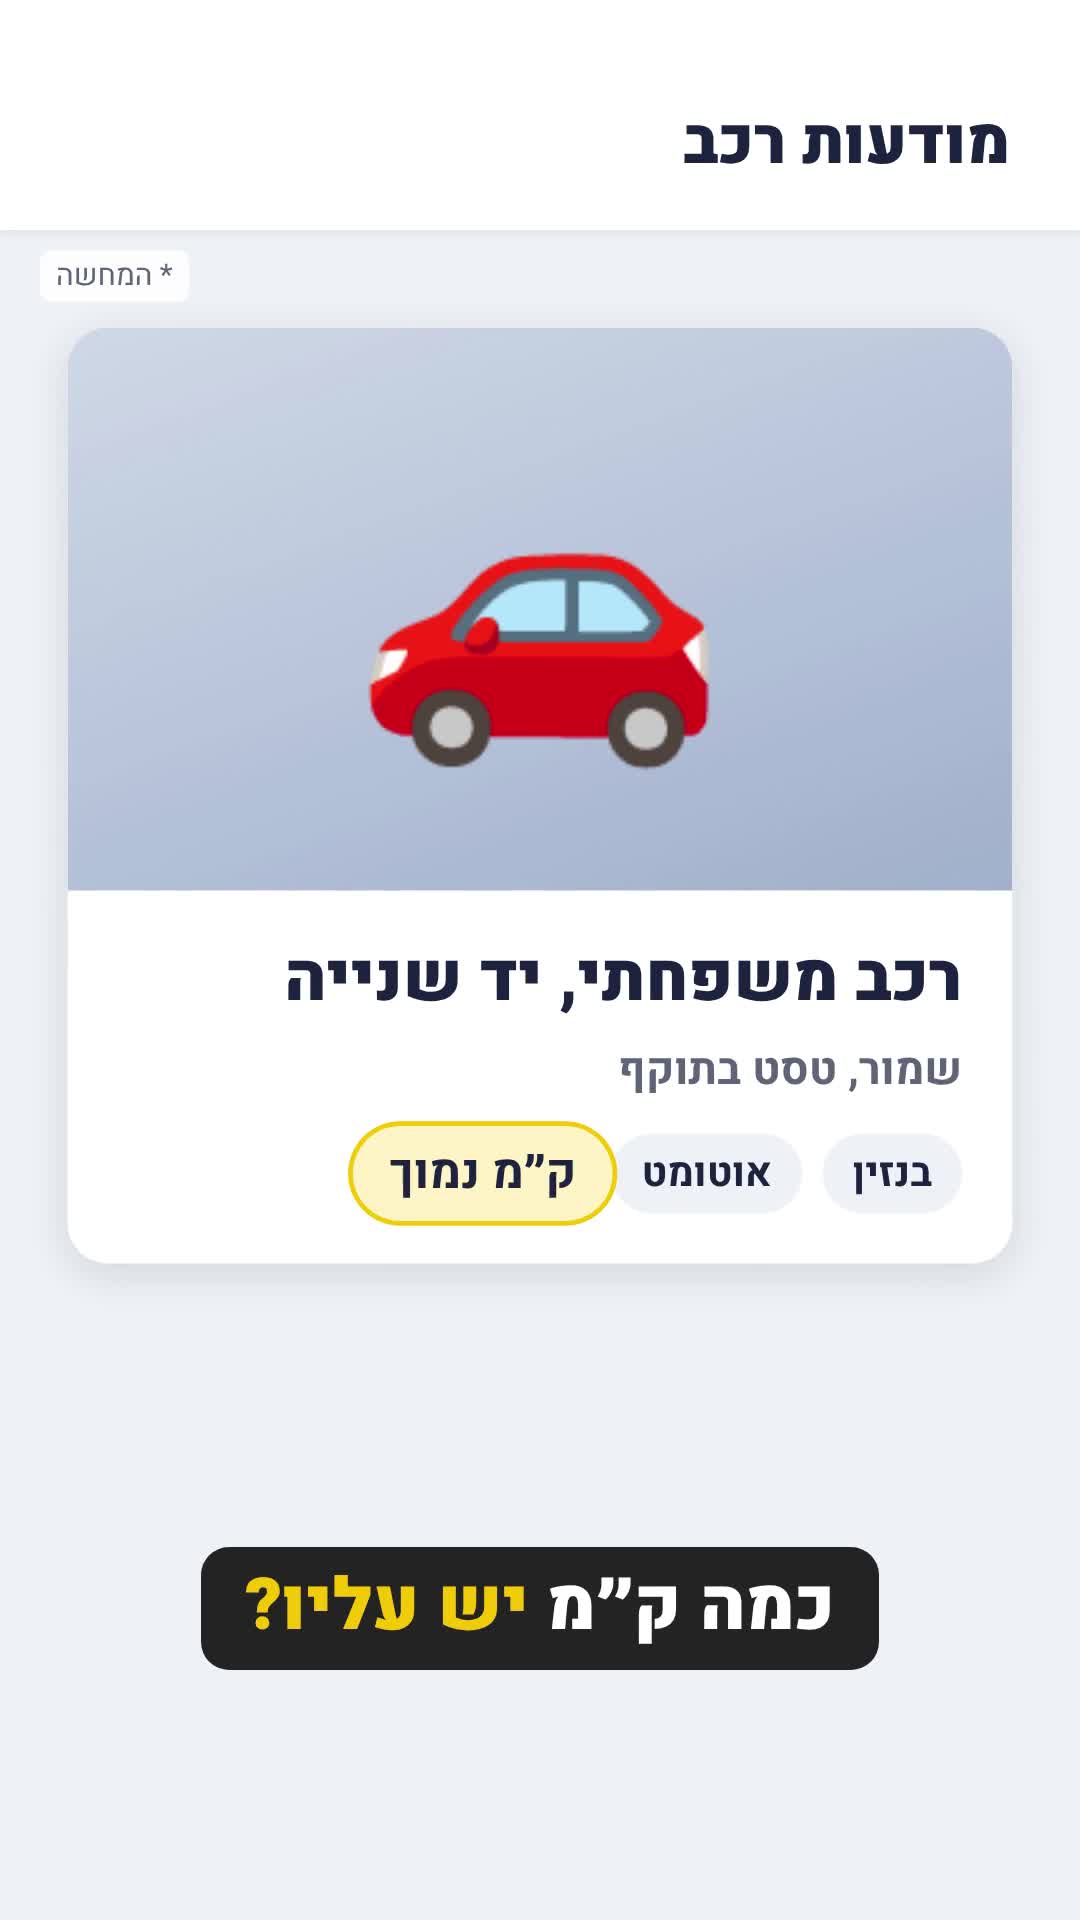 מודעות רכב
* המחשה
רכב משפחתי, יד שנייה
שמור, טסט בתוקף
בנזין אוטומט ק״מ נמוך
כמה ק״מ יש עליו?